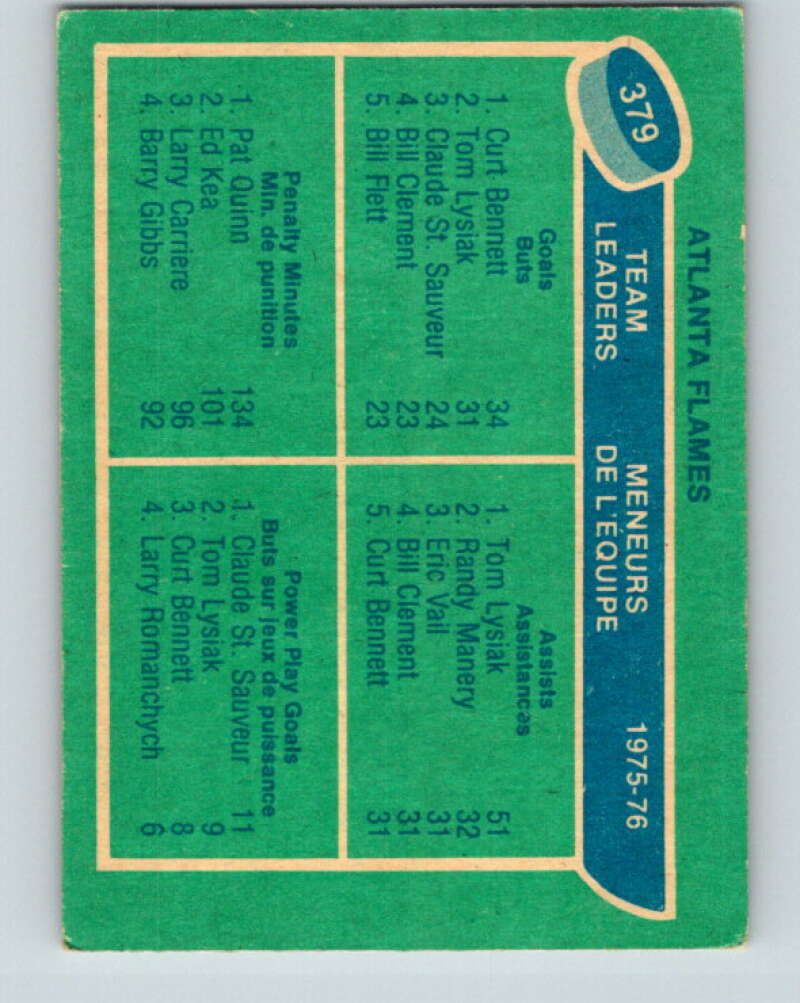 ATLANTA FLAMES
379
TEAM LEADERS
MENEURS DE L'ÉQUIPE
1975-76
Goals
Buts
1. Curt Bennett 34
2. Tom Lysiak 31
3. Claude St. Sauveur 24
4. Bill Clement 23
5. Bill Flett 23
Assists
Assistances
1. Tom Lysiak 51
2. Randy Manery 32
3. Eric Vail 31
4. Bill Clement 31
5. Curt Bennett 31
Penalty Minutes
Min. de punition
1. Pat Quinn 134
2. Ed Kea 101
3. Larry Carriere 96
4. Barry Gibbs 92
Power Play Goals
Buts sur jeux de puissance
1. Claude St. Sauveur 11
2. Tom Lysiak 9
3. Curt Bennett 8
4. Larry Romanchych 6